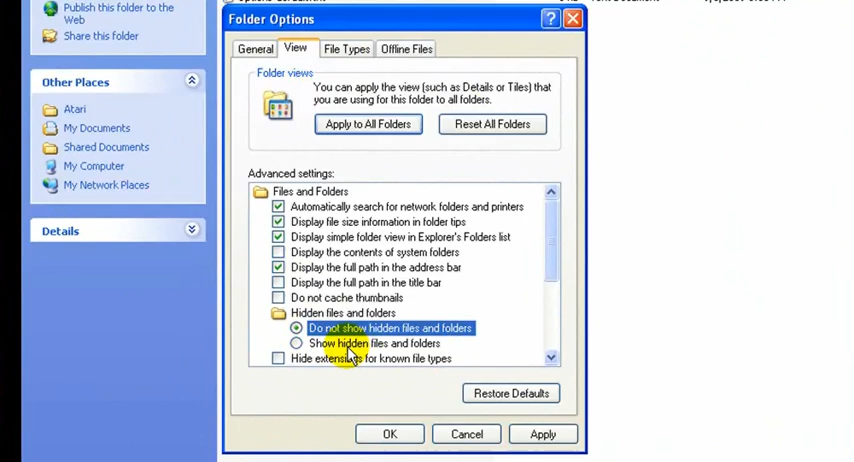 Publish this folder to the
Web
Share this folder
Other Places
Atari
My Documents
Shared Documents
My Computer
My Network Places
Details
Folder Options
General
View
File Types
Offline Files
Folder views
You can apply the view (such as Details or Tiles) that
you are using for this folder to all folders.
Apply to All Folders
Reset All Folders
Advanced settings:
Files and Folders
Automatically search for network folders and printers
Display file size information in folder tips
Display simple folder view in Explorer's Folders list
Display the contents of system folders
Display the full path in the address bar
Display the full path in the title bar
Do not cache thumbnails
Hidden files and folders
Do not show hidden files and folders
Show hidden files and folders
Hide extensions for known file types
Restore Defaults
OK
Cancel
Apply